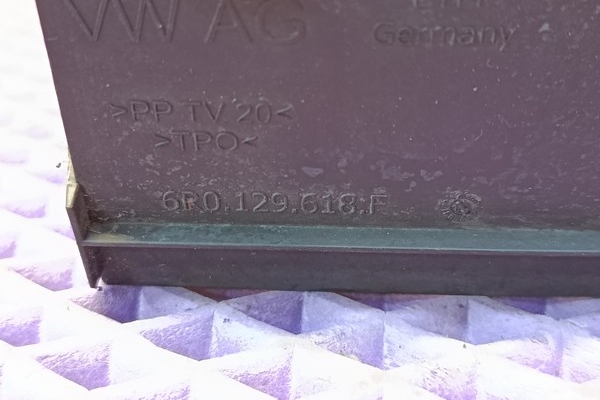 VW AG
Germany
>PP TV 20<
>TPO<
6R0.129.618.F